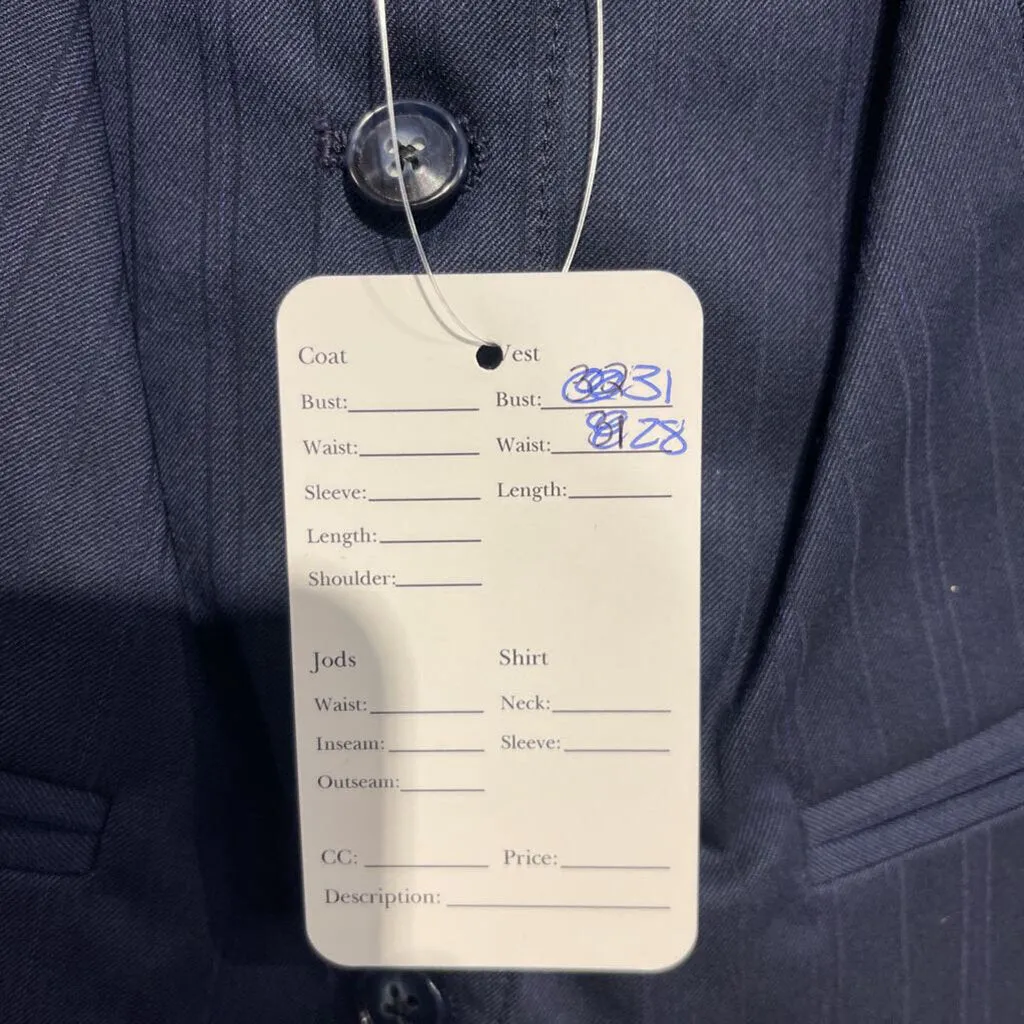 Coat
Bust:
Waist:
Sleeve:
Length:
Shoulder:
Vest
Bust: 31
Waist: 28
Length:
Jods
Waist:
Inseam:
Outseam:
Shirt
Neck:
Sleeve:
CC:
Price:
Description: